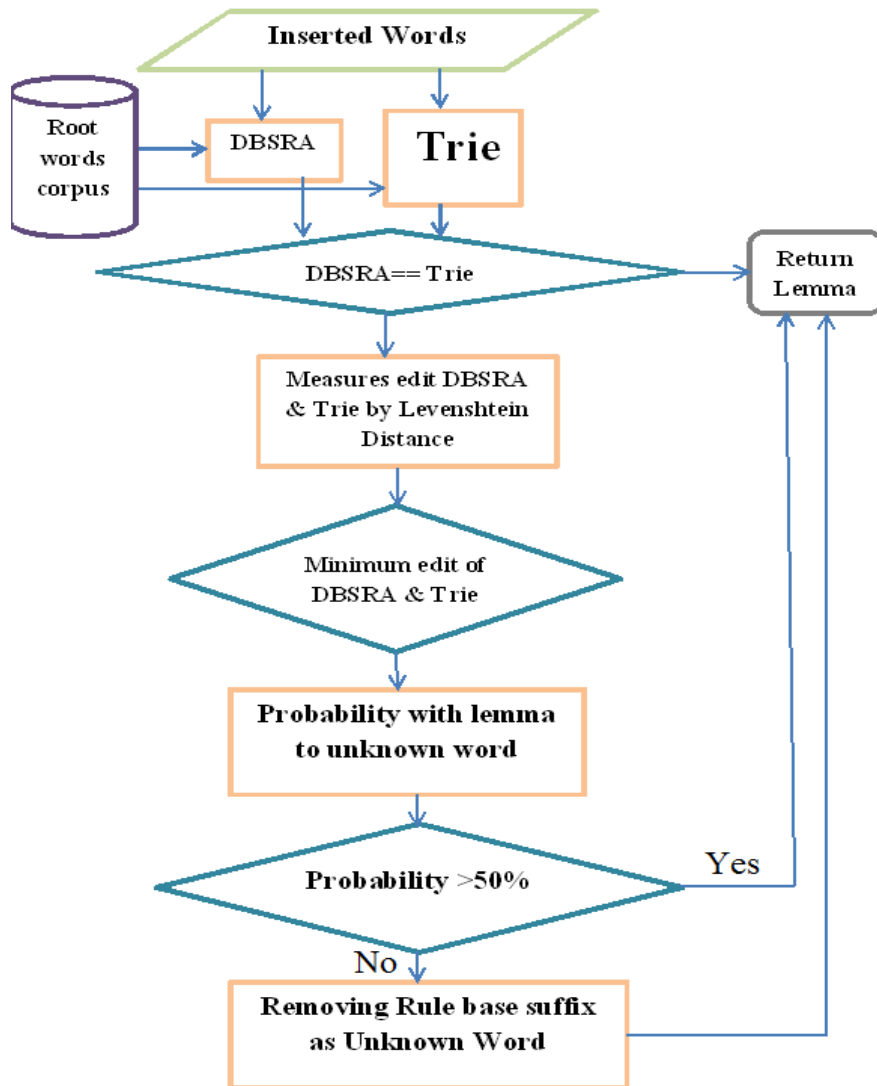 Inserted Words
Root
words
corpus
DBSRA
Trie
DBSRA== Trie
Return
Lemma
Measures edit DBSRA
& Trie by Levenshtein
Distance
Minimum edit of
DBSRA & Trie
Probability with lemma
to unknown word
Probability >50%
Yes
No
Removing Rule base suffix
as Unknown Word